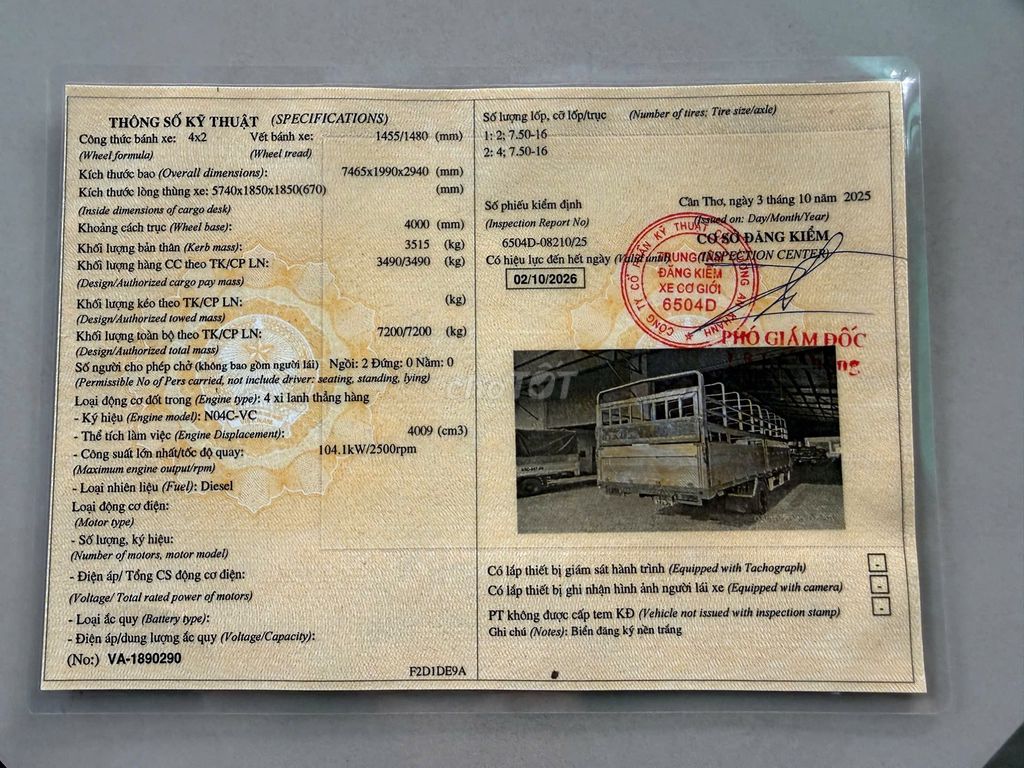 THÔNG SỐ KỸ THUẬT (SPECIFICATIONS)
Công thức bánh xe: 4x2 Vết bánh xe: 1455/1480 (mm)
(Wheel formula) (Wheel tread)
Kích thước bao (Overall dimensions): 7465x1990x2940 (mm)
Kích thước lòng thùng xe: 5740x1850x1850(670) (mm)
(Inside dimensions of cargo desk)
Khoảng cách trục (Wheel base): 4000 (mm)
Khối lượng bản thân (Kerb mass): 3515 (kg)
Khối lượng hàng CC theo TK/CP LN: 3490/3490 (kg)
(Design/Authorized cargo pay mass)
Khối lượng kéo theo TK/CP LN: (kg)
(Design/Authorized towed mass)
Khối lượng toàn bộ theo TK/CP LN: 7200/7200 (kg)
(Design/Authorized total mass)
Số người cho phép chở (không bao gồm người lái) Ngồi: 2 Đứng: 0 Nằm: 0
(Permissible No of Pers carried, not include driver: seating, standing, lying)
Loại động cơ đốt trong (Engine type): 4 xi lanh thẳng hàng
- Ký hiệu (Engine model): N04C-VC
- Thể tích làm việc (Engine Displacement): 4009 (cm3)
- Công suất lớn nhất/tốc độ quay: 104.1kW/2500rpm
(Maximum engine output/rpm)
- Loại nhiên liệu (Fuel): Diesel
Loại động cơ điện:
(Motor type)
- Số lượng, ký hiệu:
(Number of motors, motor model)
- Điện áp/ Tổng CS động cơ điện:
(Voltage/ Total rated power of motors)
- Loại ắc quy (Battery type):
- Điện áp/dung lượng ắc quy (Voltage/Capacity):
(No:) VA-1890290
F2D1DE9A
Số lượng lốp, cỡ lốp/trục (Number of tires; Tire size/axle)
1: 2; 7.50-16
2: 4; 7.50-16
Cần Thơ, ngày 3 tháng 10 năm 2025
Số phiếu kiểm định (Issued on: Day/Month/Year)
(Inspection Report No) CƠ SỞ ĐĂNG KIỂM
6504D-08210/25 (INSPECTION CENTER)
Có hiệu lực đến hết ngày (Valid until)
02/10/2026
CÔNG TY CỔ PHẦN KỸ THUẬT KHÁNH
TRUNG TÂM
ĐĂNG KIỂM
XE CƠ GIỚI
6504D
PHÓ GIÁM ĐỐC
CHỢ TỐT
Có lắp thiết bị giám sát hành trình (Equipped with Tachograph) -
Có lắp thiết bị ghi nhận hình ảnh người lái xe (Equipped with camera) -
PT không được cấp tem KĐ (Vehicle not issued with inspection stamp) -
Ghi chú (Notes): Biển đăng ký nền trắng